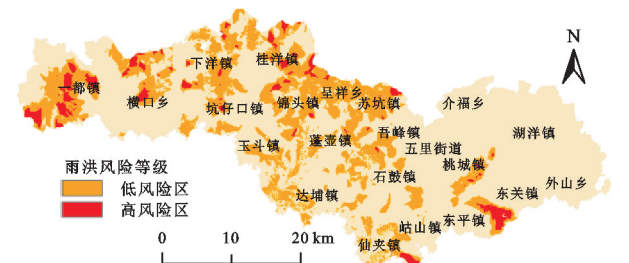 N
下洋镇
桂洋镇
一都镇
横口乡
坑仔口镇
锦头镇
呈祥乡
苏坑镇
介福乡
湖洋镇
玉斗镇
蓬壶镇
吾峰镇
五里街道
桃城镇
石鼓镇
外山乡
东关镇
达埔镇
东平镇
岵山镇
仙夹镇
雨洪风险等级
低风险区
高风险区
0 10 20 km